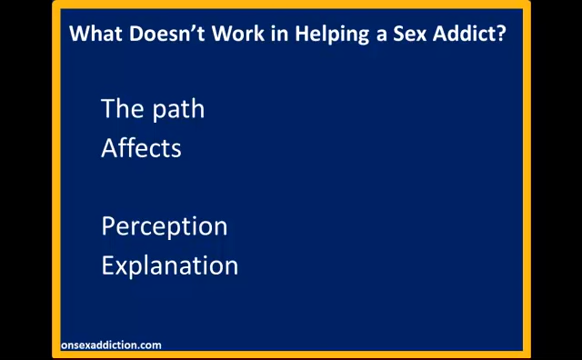 What Doesn't Work in Helping a Sex Addict?
The path
Affects
Perception
Explanation
onsexaddiction.com